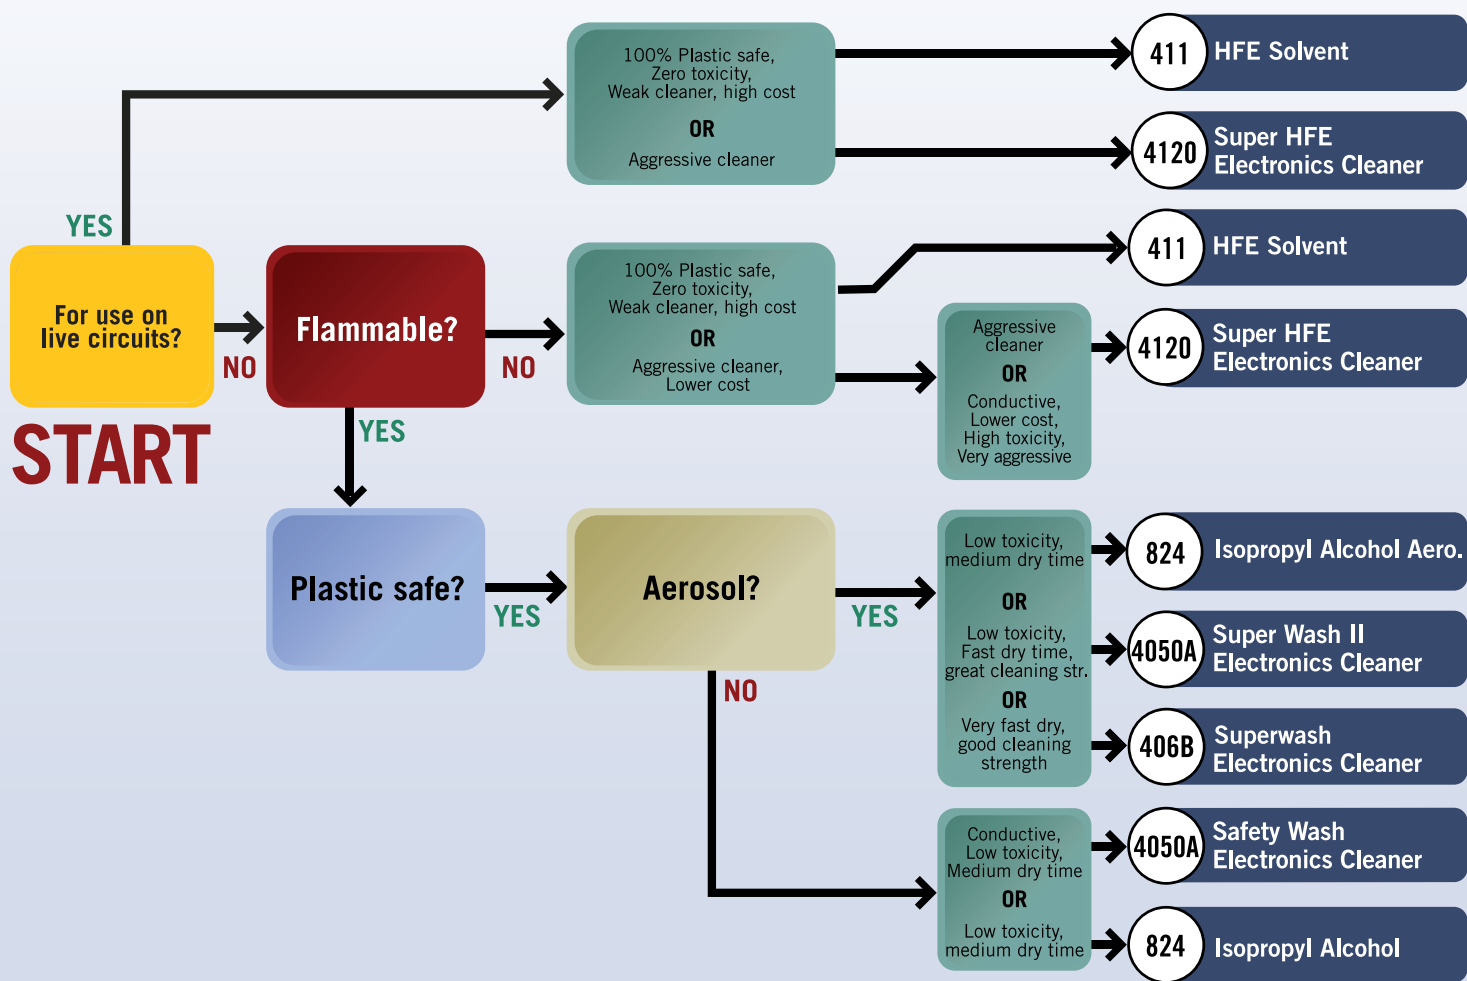 100% Plastic safe,
Zero toxicity,
Weak cleaner, high cost
OR
Aggressive cleaner
411
HFE Solvent
4120
Super HFE
Electronics Cleaner
YES
For use on
live circuits?
START
NO
Flammable?
NO
YES
100% Plastic safe,
Zero toxicity,
Weak cleaner, high cost
OR
Aggressive cleaner,
Lower cost
411
HFE Solvent
Aggressive
cleaner
OR
Conductive,
Lower cost,
High toxicity,
Very aggressive
4120
Super HFE
Electronics Cleaner
Plastic safe?
YES
Aerosol?
YES
NO
Low toxicity,
medium dry time
OR
Low toxicity,
Fast dry time,
great cleaning str.
OR
Very fast dry,
good cleaning
strength
824
Isopropyl Alcohol Aero.
4050A
Super Wash II
Electronics Cleaner
406B
Superwash
Electronics Cleaner
Conductive,
Low toxicity,
Medium dry time
OR
Low toxicity,
medium dry time
4050A
Safety Wash
Electronics Cleaner
824
Isopropyl Alcohol